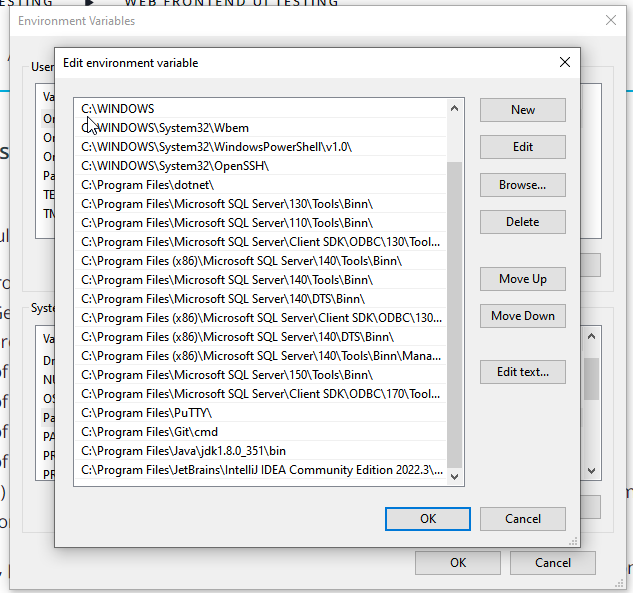 WEB FRONTEND UI TESTING
Environment Variables
Edit environment variable
User
C:\WINDOWS
C:\WINDOWS\System32\Wbem
C:\WINDOWS\System32\WindowsPowerShell\v1.0\
C:\WINDOWS\System32\OpenSSH\
C:\Program Files\dotnet\
C:\Program Files\Microsoft SQL Server\130\Tools\Binn\
C:\Program Files\Microsoft SQL Server\110\Tools\Binn\
C:\Program Files\Microsoft SQL Server\Client SDK\ODBC\130\Tool...
C:\Program Files (x86)\Microsoft SQL Server\140\Tools\Binn\
C:\Program Files\Microsoft SQL Server\140\Tools\Binn\
C:\Program Files\Microsoft SQL Server\140\DTS\Binn\
C:\Program Files (x86)\Microsoft SQL Server\Client SDK\ODBC\130...
C:\Program Files (x86)\Microsoft SQL Server\140\DTS\Binn\
C:\Program Files (x86)\Microsoft SQL Server\140\Tools\Binn\Mana...
C:\Program Files\Microsoft SQL Server\150\Tools\Binn\
C:\Program Files\Microsoft SQL Server\Client SDK\ODBC\170\Tool...
C:\Program Files\PuTTY\
C:\Program Files\Git\cmd
C:\Program Files\Java\jdk1.8.0_351\bin
C:\Program Files\JetBrains\IntelliJ IDEA Community Edition 2022.3\...
New
Edit
Browse...
Delete
Move Up
Move Down
Edit text...
OK
Cancel
OK
Cancel